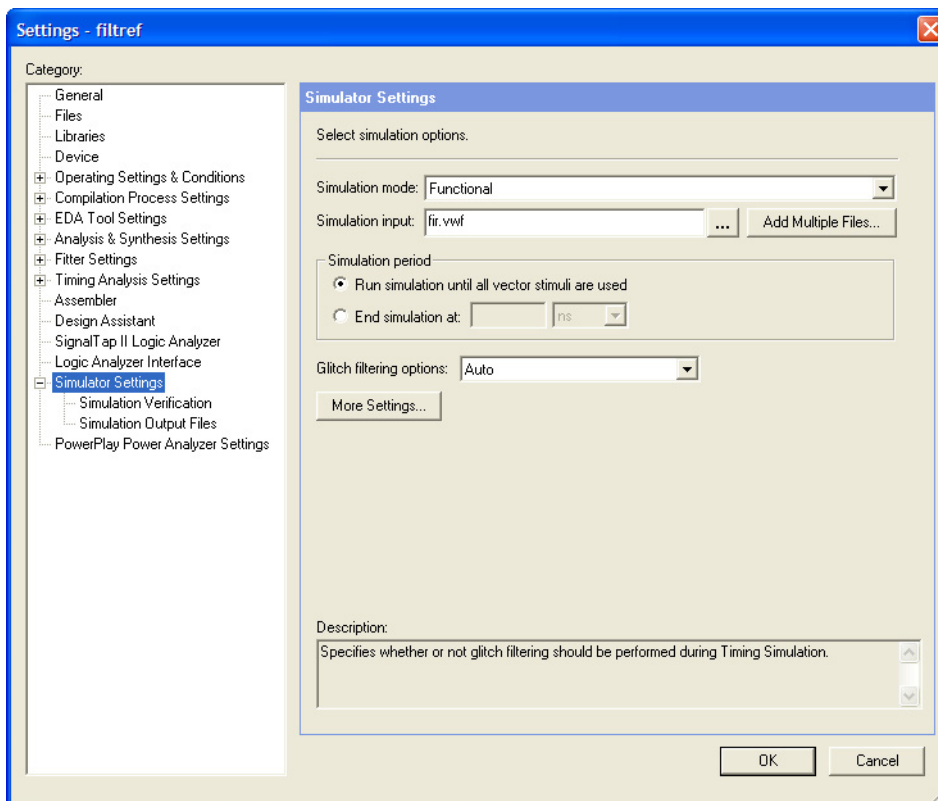 Settings - filtref
Category:
General
Files
Libraries
Device
Operating Settings & Conditions
Compilation Process Settings
EDA Tool Settings
Analysis & Synthesis Settings
Fitter Settings
Timing Analysis Settings
Assembler
Design Assistant
SignalTap II Logic Analyzer
Logic Analyzer Interface
Simulator Settings
Simulation Verification
Simulation Output Files
PowerPlay Power Analyzer Settings
Simulator Settings
Select simulation options.
Simulation mode: Functional
Simulation input: fir.vwf ... Add Multiple Files...
Simulation period
Run simulation until all vector stimuli are used
End simulation at: ns
Glitch filtering options: Auto
More Settings...
Description:
Specifies whether or not glitch filtering should be performed during Timing Simulation.
OK Cancel